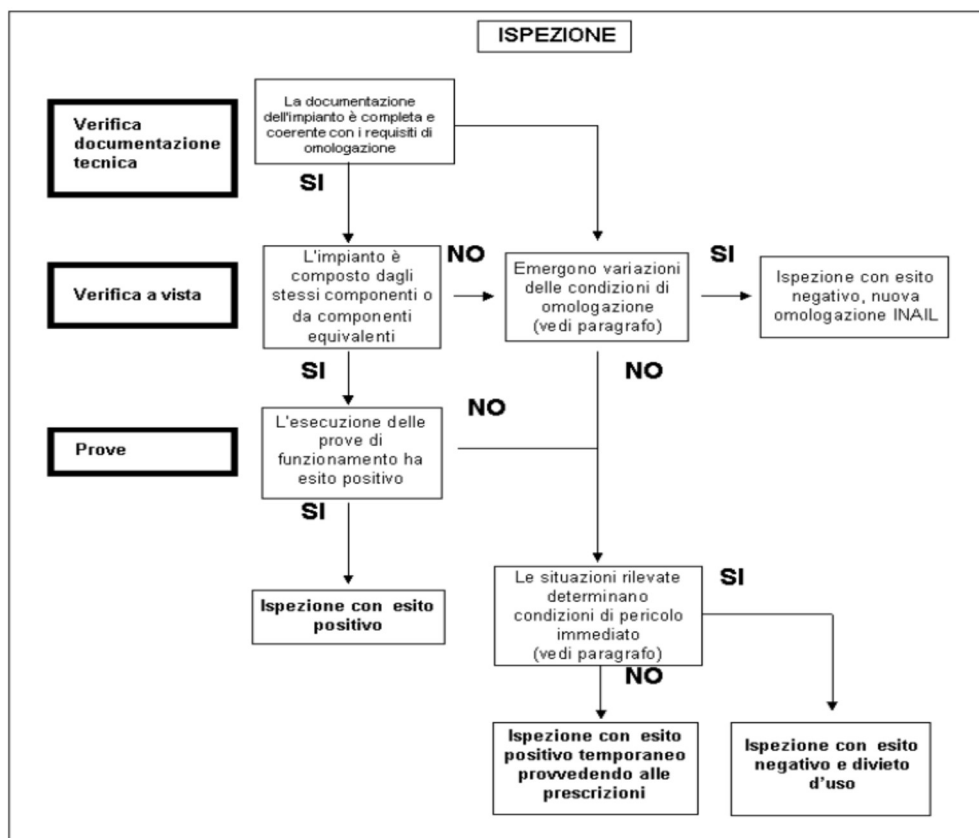 ISPEZIONE
Verifica
documentazione
tecnica
La documentazione
dell'impianto è completa e
coerente con i requisiti di
omologazione
SI
Verifica a vista
L'impianto è
composto dagli
stessi componenti o
da componenti
equivalenti
NO
Emergono variazioni
delle condizioni di
omologazione
(vedi paragrafo)
SI
Ispezione con esito
negativo, nuova
omologazione INAIL
SI
NO
Prove
L'esecuzione delle
prove di
funzionamento ha
esito positivo
NO
SI
Ispezione con esito
positivo
Le situazioni rilevate
determinano
condizioni di pericolo
immediato
(vedi paragrafo)
SI
NO
Ispezione con esito
positivo temporaneo
provvedendo alle
prescrizioni
Ispezione con esito
negativo e divieto
d'uso